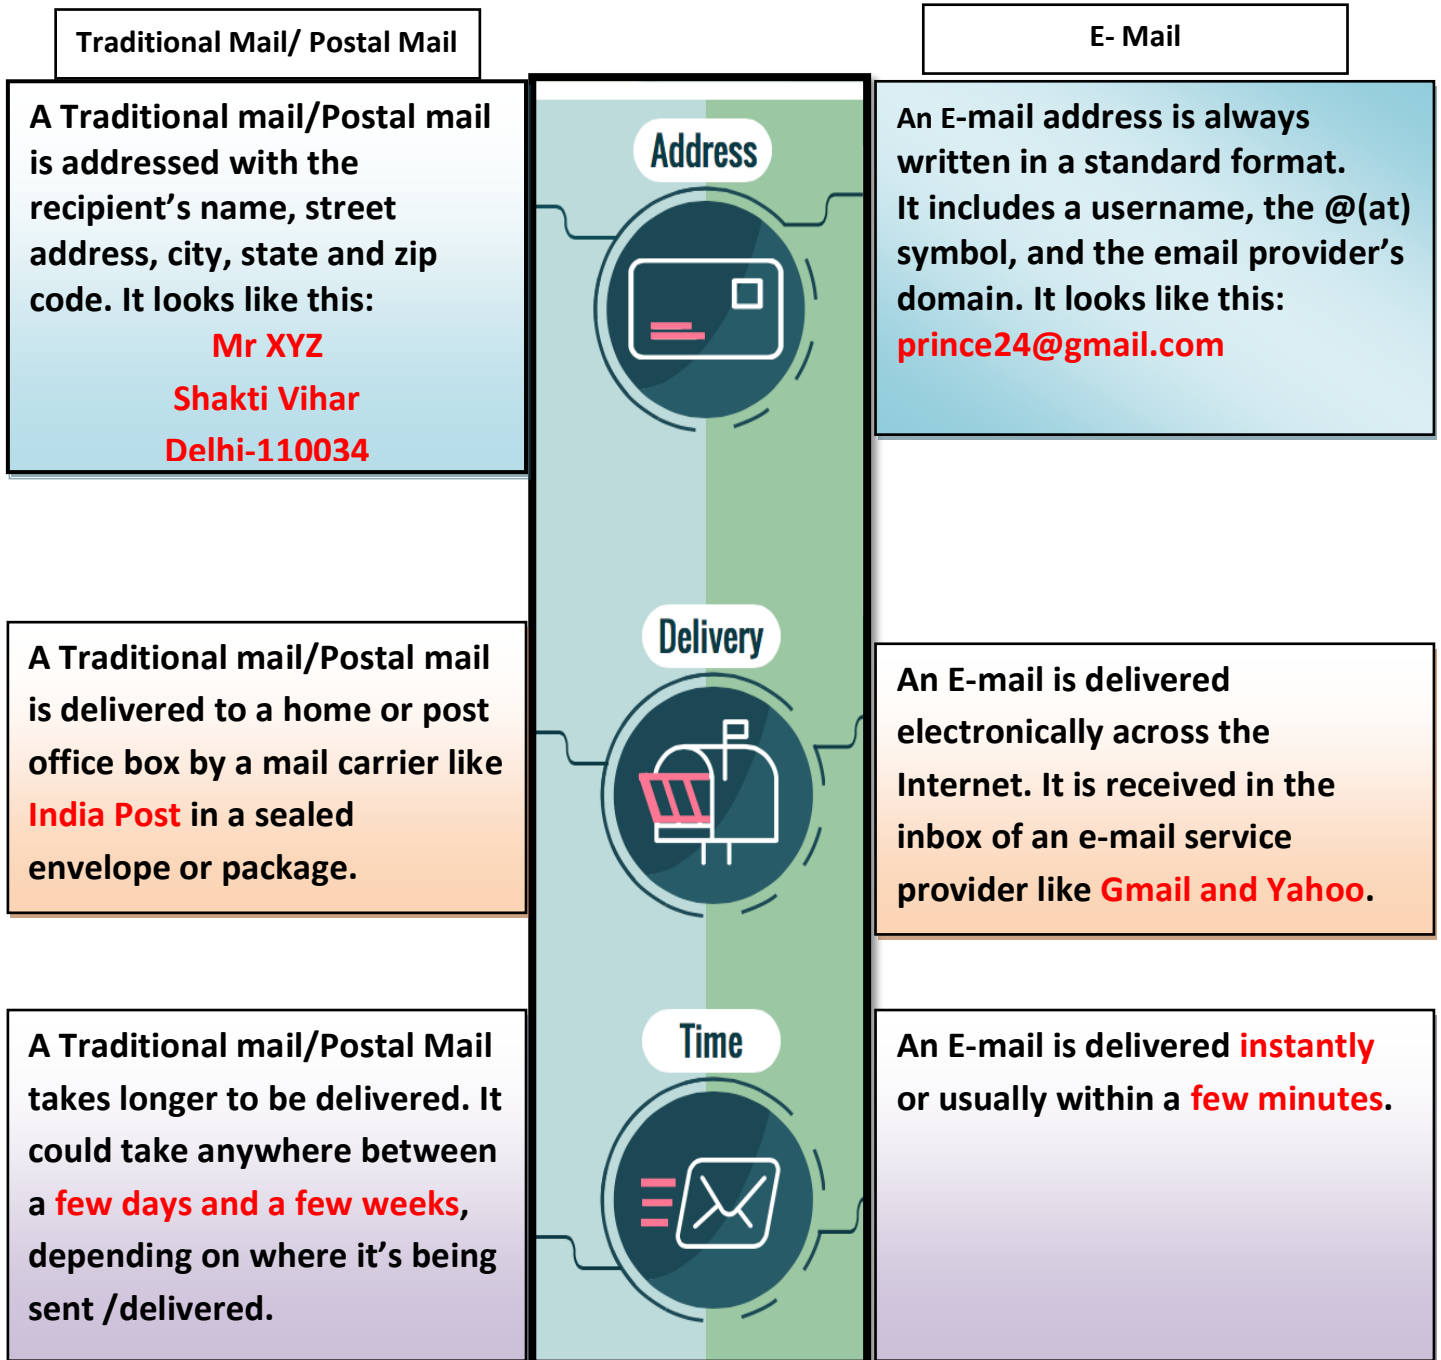 Traditional Mail/ Postal Mail
E- Mail
A Traditional mail/Postal mail
is addressed with the
recipient’s name, street
address, city, state and zip
code. It looks like this:
Mr XYZ
Shakti Vihar
Delhi-110034
Address
An E-mail address is always
written in a standard format.
It includes a username, the @(at)
symbol, and the email provider’s
domain. It looks like this:
prince24@gmail.com
A Traditional mail/Postal mail
is delivered to a home or post
office box by a mail carrier like
India Post in a sealed
envelope or package.
Delivery
An E-mail is delivered
electronically across the
Internet. It is received in the
inbox of an e-mail service
provider like Gmail and Yahoo.
A Traditional mail/Postal Mail
takes longer to be delivered. It
could take anywhere between
a few days and a few weeks,
depending on where it’s being
sent /delivered.
Time
An E-mail is delivered instantly
or usually within a few minutes.